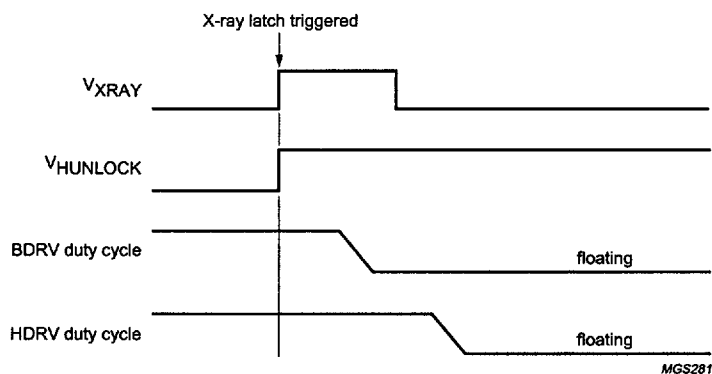 X-ray latch triggered
VXRAY
VHUNLOCK
BDRV duty cycle
floating
HDRV duty cycle
floating
MGS281